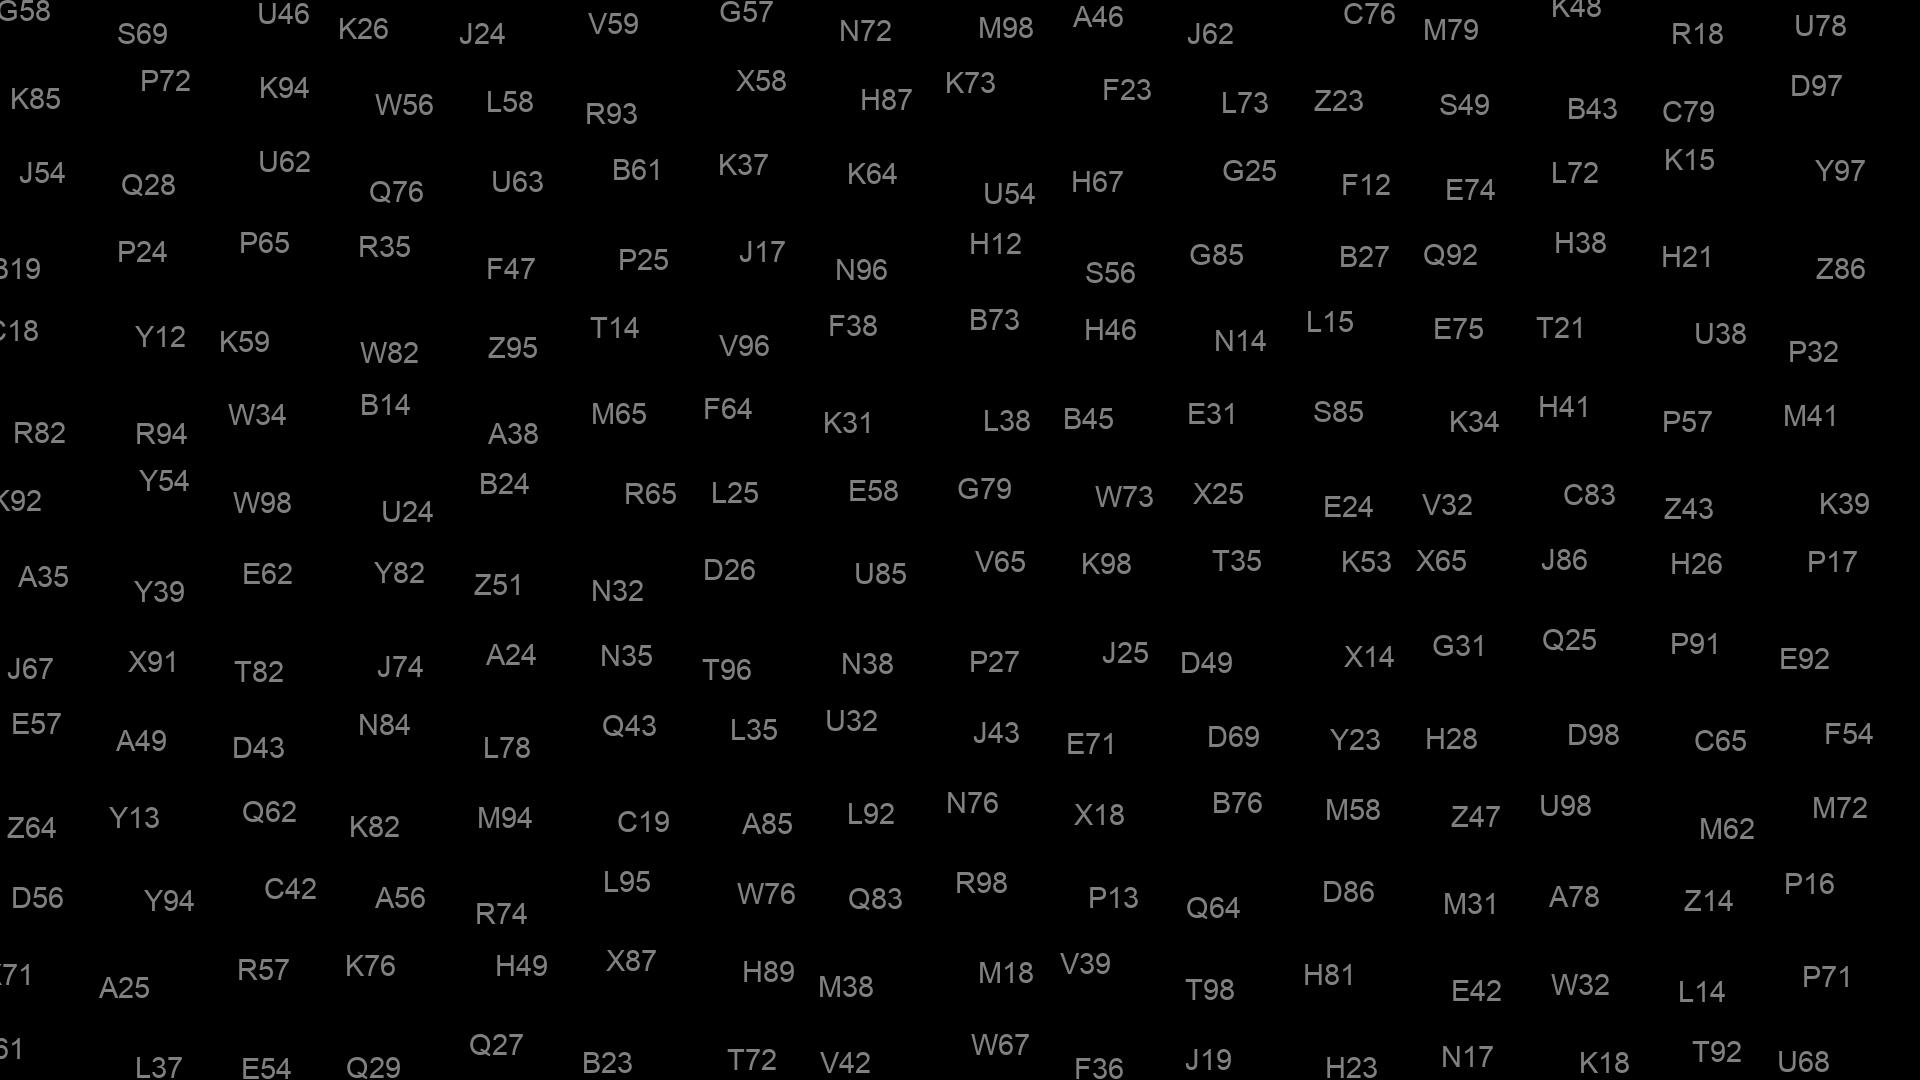 G58 S69 U46 K26 J24 V59 G57 N72 M98 A46 J62 C76 M79 K48 R18 U78
K85 P72 K94 W56 L58 R93 X58 H87 K73 F23 L73 Z23 S49 B43 C79 D97
J54 Q28 U62 Q76 U63 B61 K37 K64 U54 H67 G25 F12 E74 L72 K15 Y97
B19 P24 P65 R35 F47 P25 J17 N96 H12 S56 G85 B27 Q92 H38 H21 Z86
C18 Y12 K59 W82 Z95 T14 V96 F38 B73 H46 N14 L15 E75 T21 U38 P32
R82 R94 W34 B14 A38 M65 F64 K31 L38 B45 E31 S85 K34 H41 P57 M41
K92 Y54 W98 U24 B24 R65 L25 E58 G79 W73 X25 E24 V32 C83 Z43 K39
A35 Y39 E62 Y82 Z51 N32 D26 U85 V65 K98 T35 K53 X65 J86 H26 P17
J67 X91 T82 J74 A24 N35 T96 N38 P27 J25 D49 X14 G31 Q25 P91 E92
E57 A49 D43 N84 L78 Q43 L35 U32 J43 E71 D69 Y23 H28 D98 C65 F54
Z64 Y13 Q62 K82 M94 C19 A85 L92 N76 X18 B76 M58 Z47 U98 M62 M72
D56 Y94 C42 A56 R74 L95 W76 Q83 R98 P13 Q64 D86 M31 A78 Z14 P16
71 A25 R57 K76 H49 X87 H89 M38 M18 V39 T98 H81 E42 W32 L14 P71
61 L37 E54 Q29 Q27 B23 T72 V42 W67 F36 J19 H23 N17 K18 T92 U68